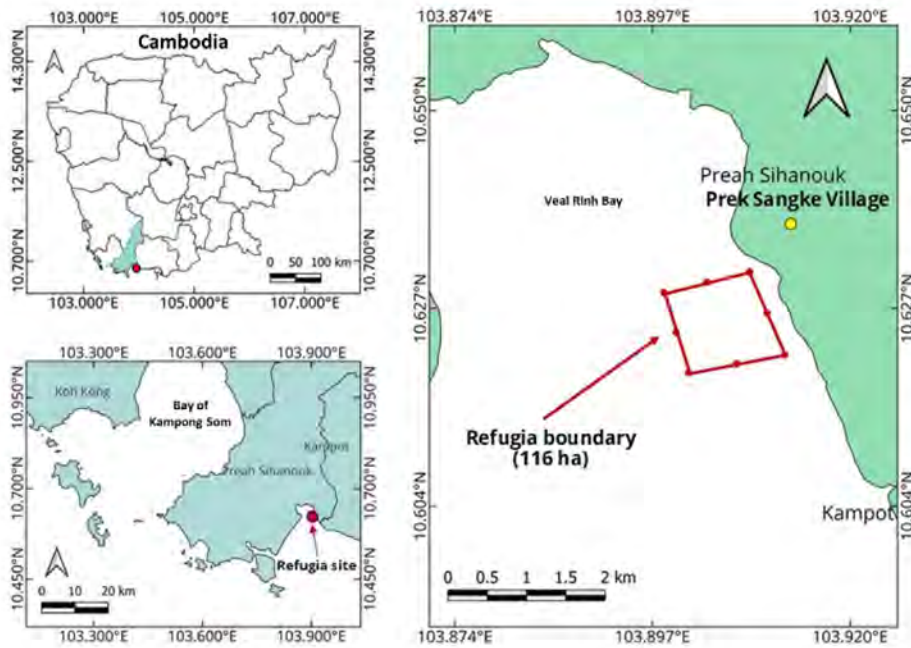 103.000°E
105.000°E
107.000°E
Cambodia
14.300°N
14.300°N
12.500°N
12.500°N
10.700°N
10.700°N
0 50 100 km
103.000°E
105.000°E
107.000°E
103.300°E
103.600°E
103.900°E
Koh Kong
Bay of
Kampong Som
10.950°N
10.950°N
Kampot
Preah Sihanouk
10.700°N
10.700°N
Refugia site
10.450°N
10.450°N
0 10 20 km
103.300°E
103.600°E
103.900°E
103.874°E
103.897°E
103.920°E
10.650°N
10.650°N
Preah Sihanouk
Veal Rinh Bay
Prek Sangke Village
10.627°N
10.627°N
Refugia boundary
(116 ha)
10.604°N
10.604°N
Kampot
0 0.5 1 1.5 2 km
103.874°E
103.897°E
103.920°E